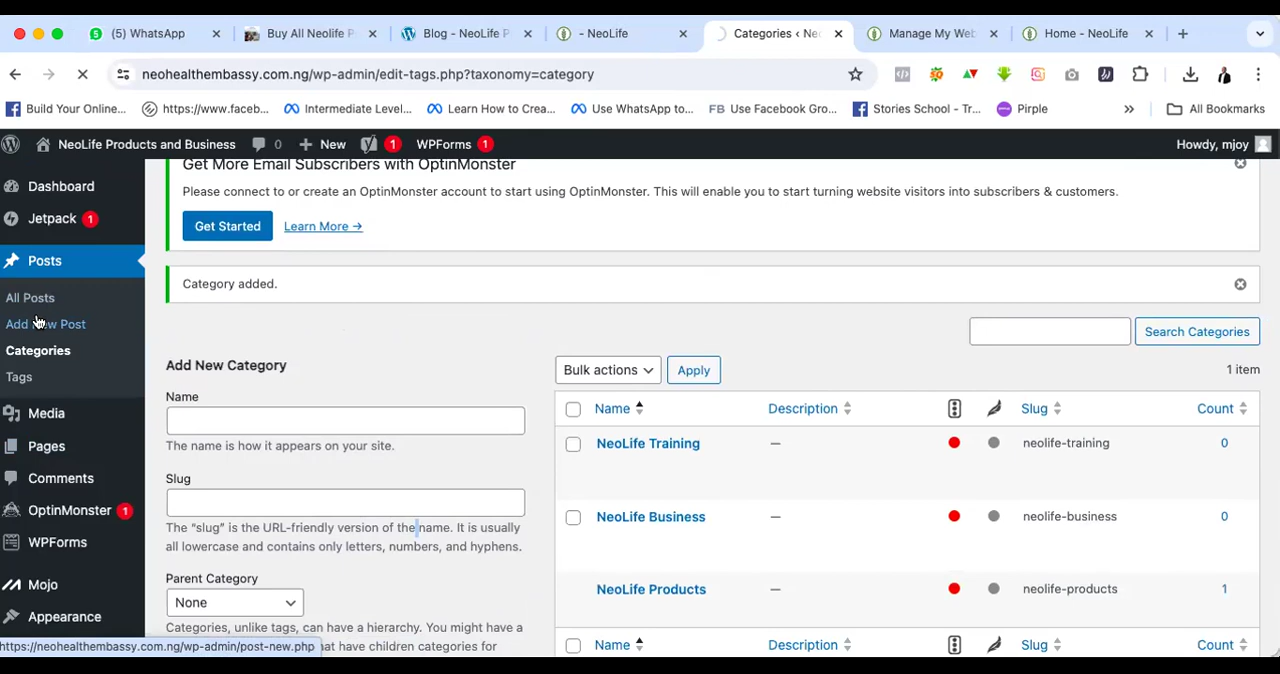 (5) WhatsApp
Buy All Neolife P
Blog - NeoLife P
- NeoLife
Categories ‹ Neo
Manage My Web
Home - NeoLife
neohealthembassy.com.ng/wp-admin/edit-tags.php?taxonomy=category
Build Your Online...
https://www.faceb...
Intermediate Level...
Learn How to Crea...
Use WhatsApp to...
FB Use Facebook Gro...
Stories School - Tr...
Pirple
»
All Bookmarks
NeoLife Products and Business
0
New
1
WPForms 1
Howdy, mjoy
Dashboard
Jetpack 1
Posts
All Posts
Add New Post
Categories
Tags
Media
Pages
Comments
OptinMonster 1
WPForms
Mojo
Appearance
https://neohealthembassy.com.ng/wp-admin/post-new.php
Get More Email Subscribers with OptinMonster
Please connect to or create an OptinMonster account to start using OptinMonster. This will enable you to start turning website visitors into subscribers & customers.
Get Started
Learn More →
Category added.
Search Categories
Add New Category
Name
The name is how it appears on your site.
Slug
The “slug” is the URL-friendly version of the name. It is usually
all lowercase and contains only letters, numbers, and hyphens.
Parent Category
None
Categories, unlike tags, can have a hierarchy. You might have a
hat have children categories for
Bulk actions
Apply
1 item
Name
Description
Slug
Count
NeoLife Training
—
neolife-training
0
NeoLife Business
—
neolife-business
0
NeoLife Products
—
neolife-products
1
Name
Description
Slug
Count